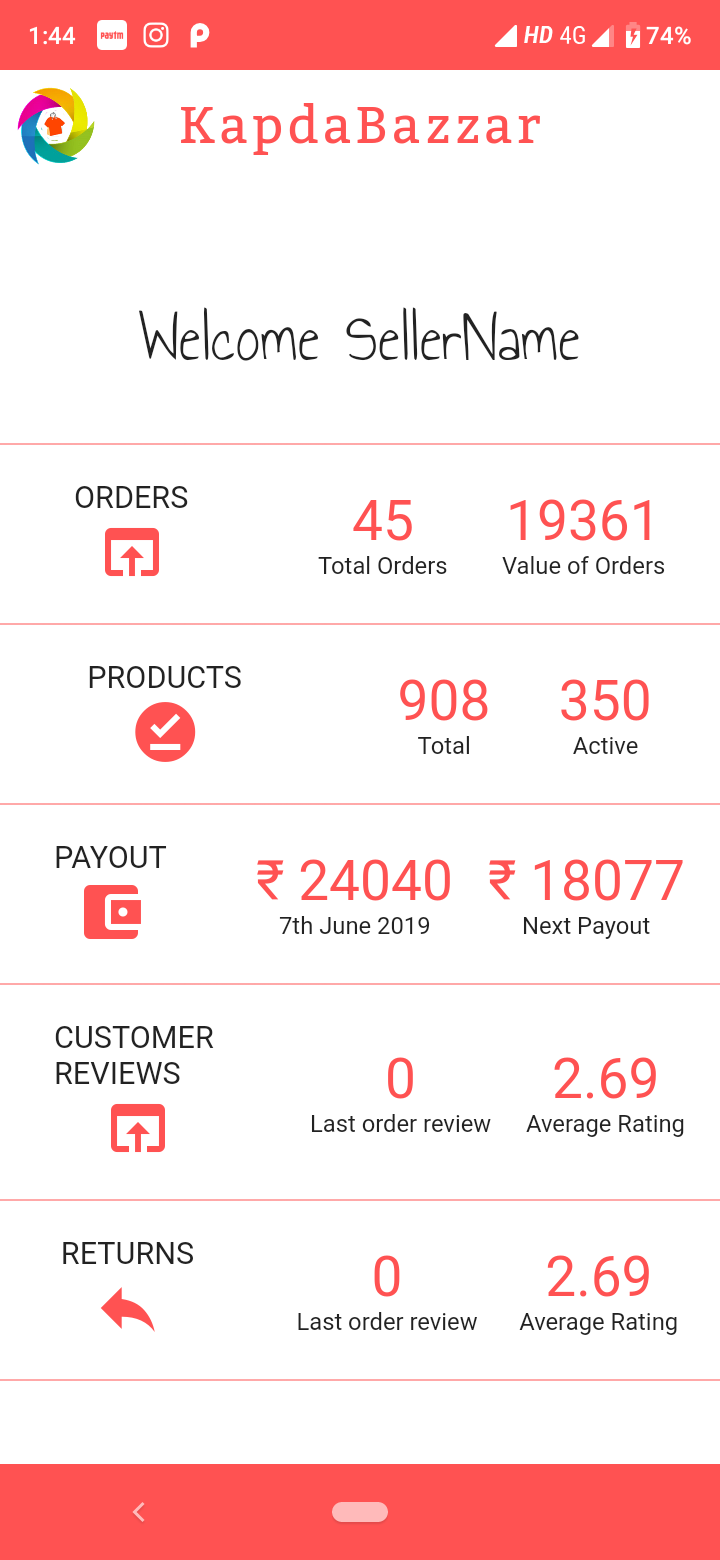 1:44 paytm HD 4G 74%
KapdaBazzar
Welcome SellerName
ORDERS
45 19361
Total Orders Value of Orders
PRODUCTS
908 350
Total Active
PAYOUT
₹ 24040 ₹ 18077
7th June 2019 Next Payout
CUSTOMER
REVIEWS
0 2.69
Last order review Average Rating
RETURNS
0 2.69
Last order review Average Rating